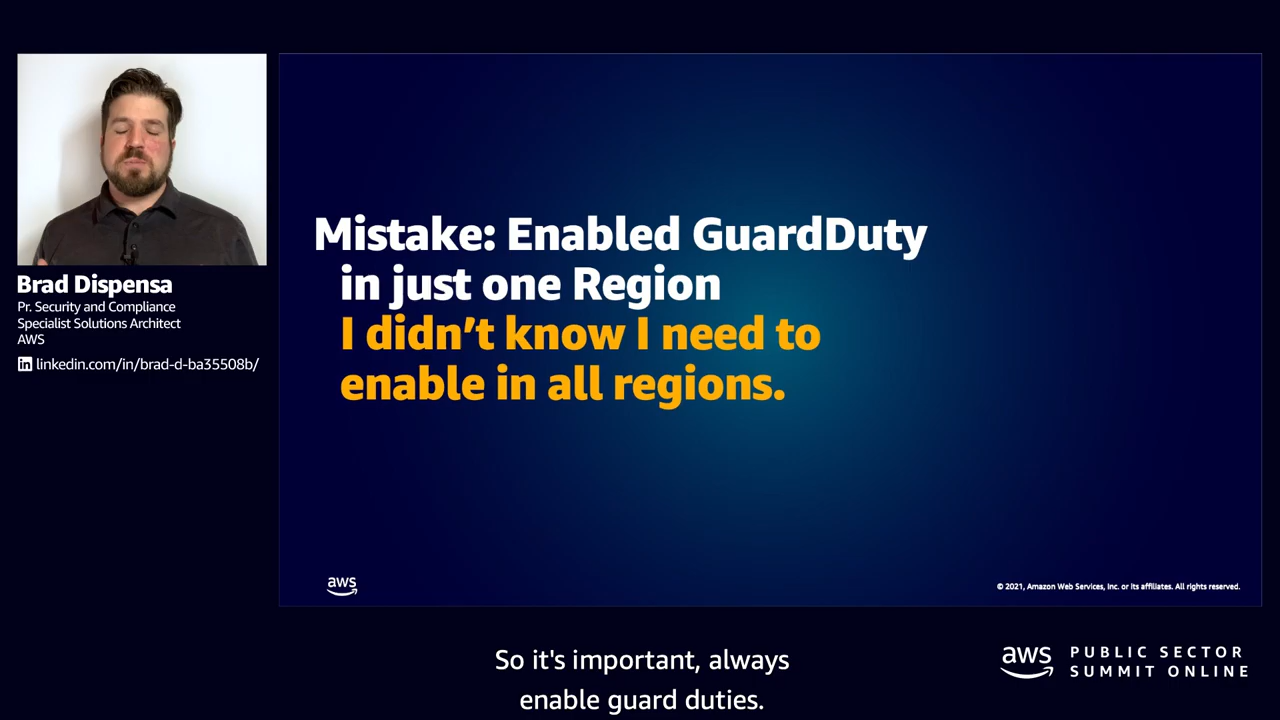 Brad Dispensa
Pr. Security and Compliance
Specialist Solutions Architect
AWS
in linkedin.com/in/brad-d-ba35508b/
Mistake: Enabled GuardDuty
in just one Region
I didn’t know I need to
enable in all regions.
aws
© 2021, Amazon Web Services, Inc. or its affiliates. All rights reserved.
So it's important, always
enable guard duties.
aws
PUBLIC SECTOR
SUMMIT ONLINE